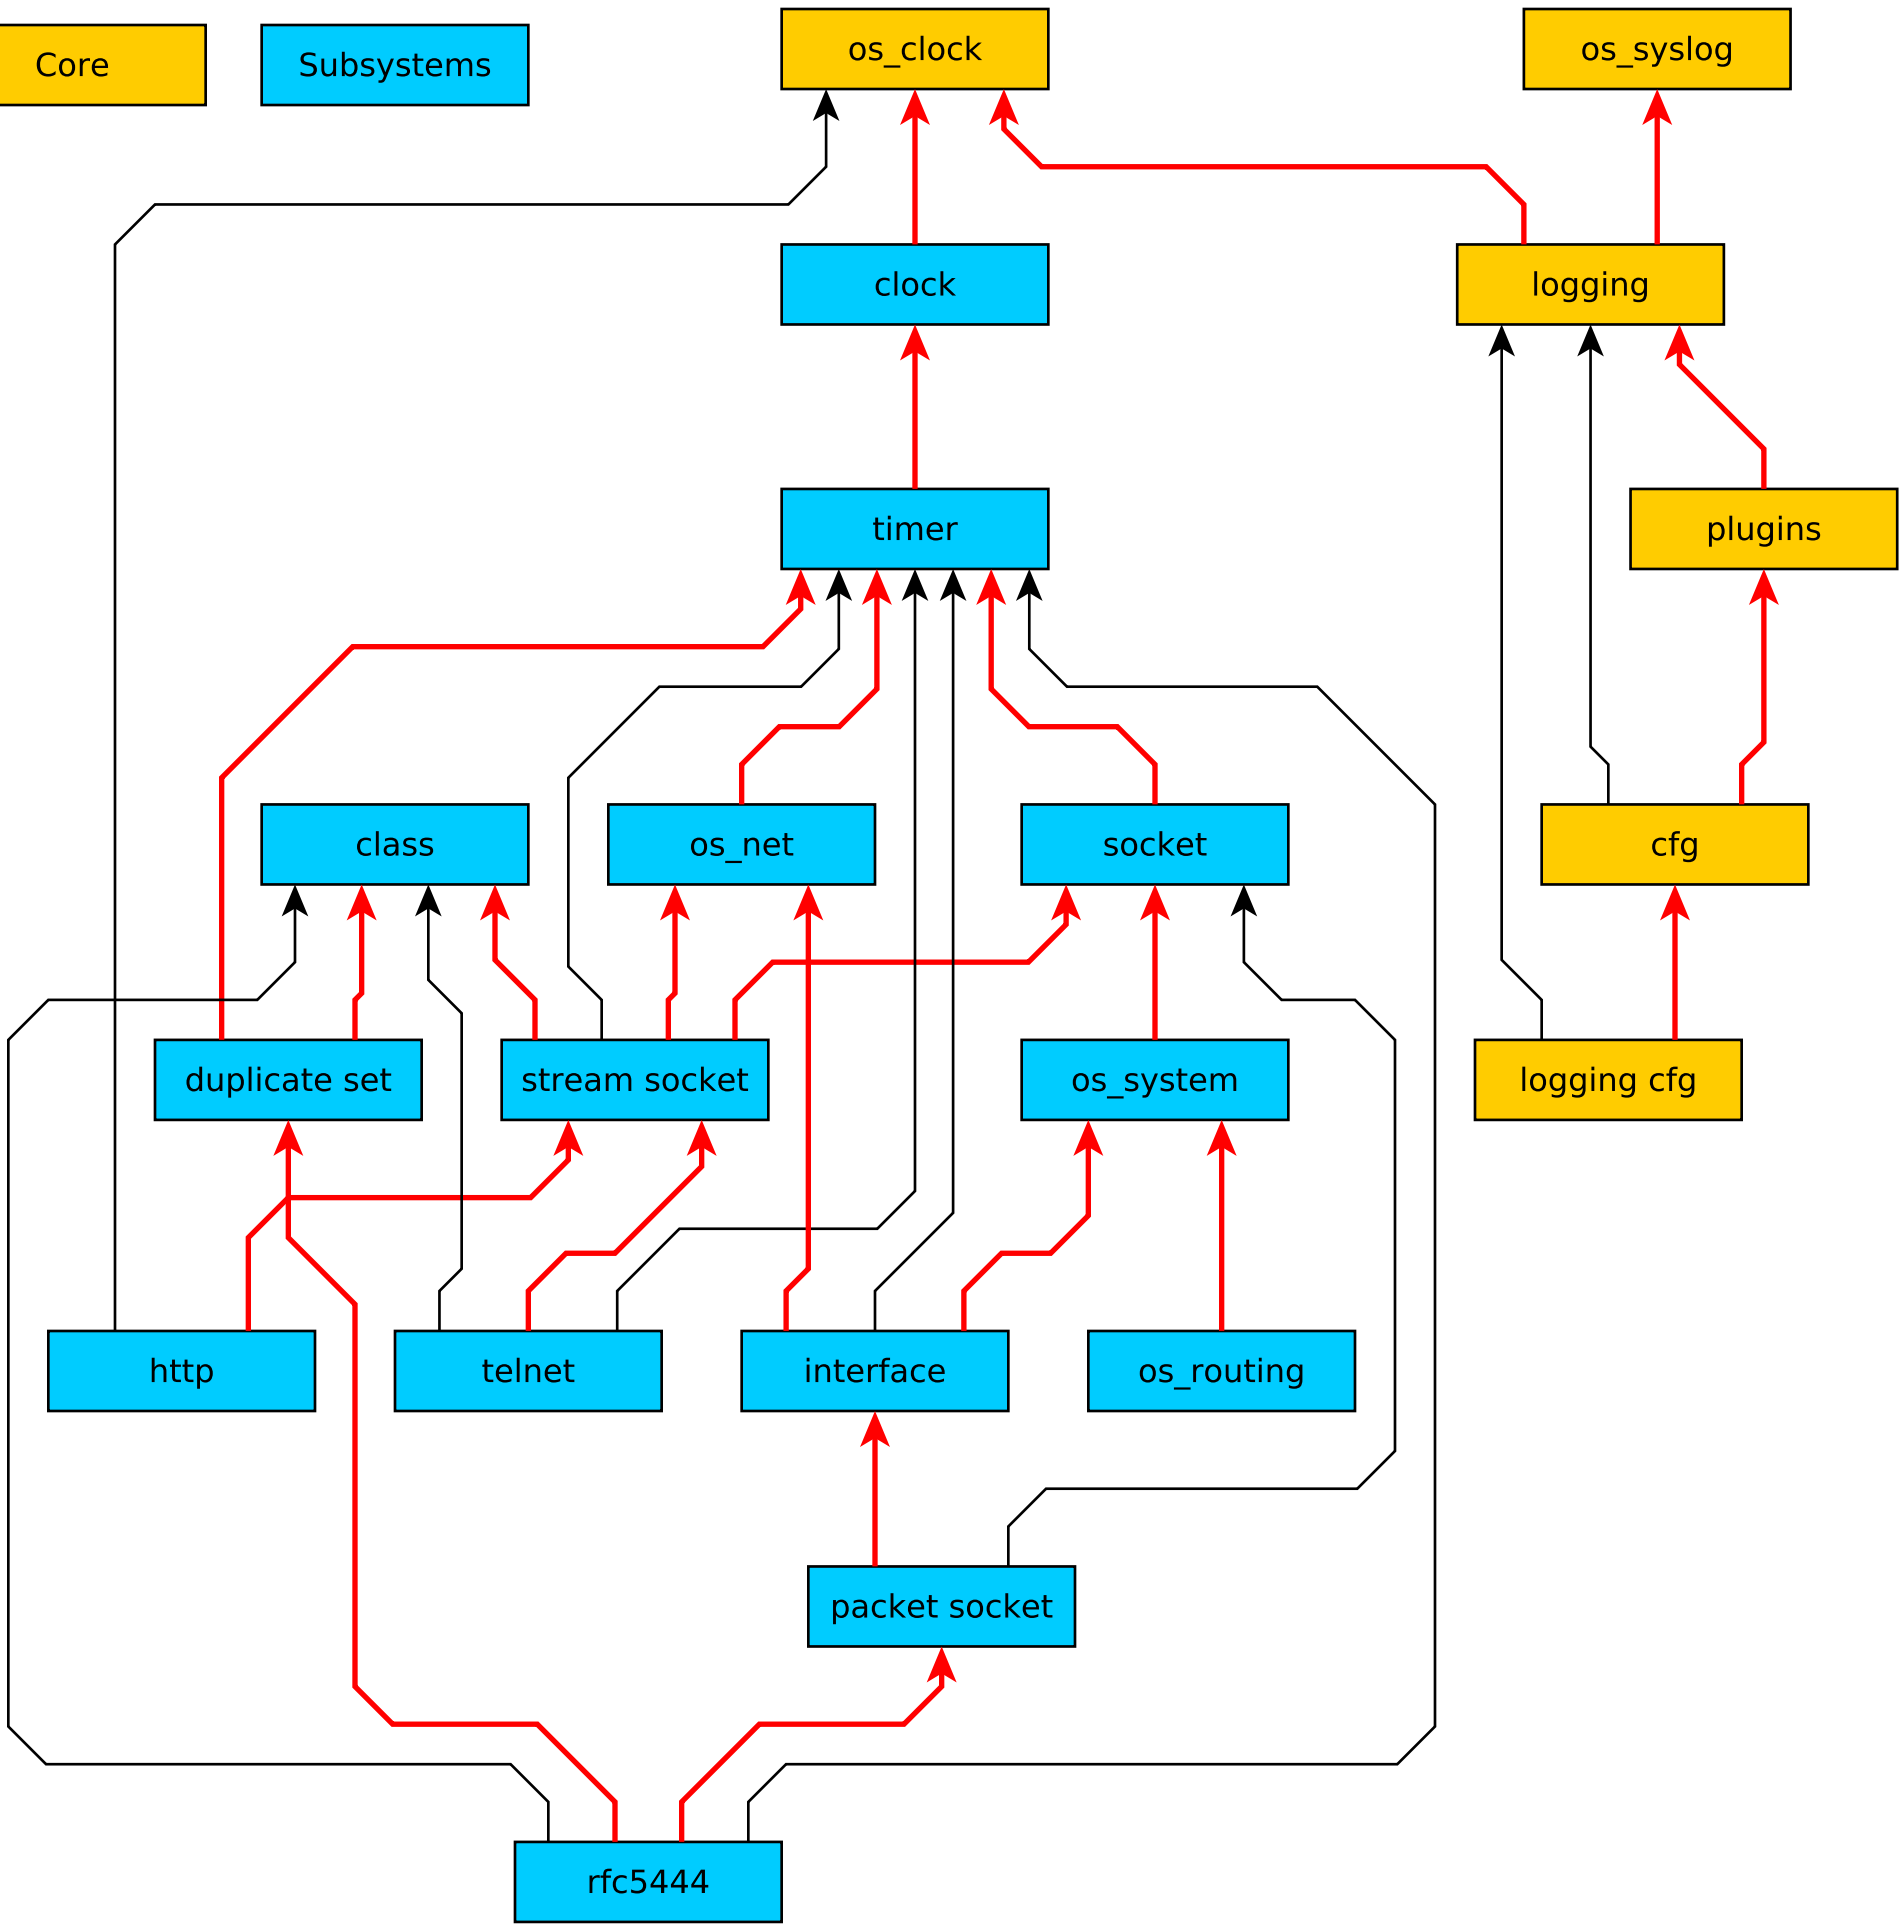 Core
Subsystems
os_clock
os_syslog
clock
logging
timer
plugins
class
os_net
socket
cfg
duplicate set
stream socket
os_system
logging cfg
http
telnet
interface
os_routing
packet socket
rfc5444